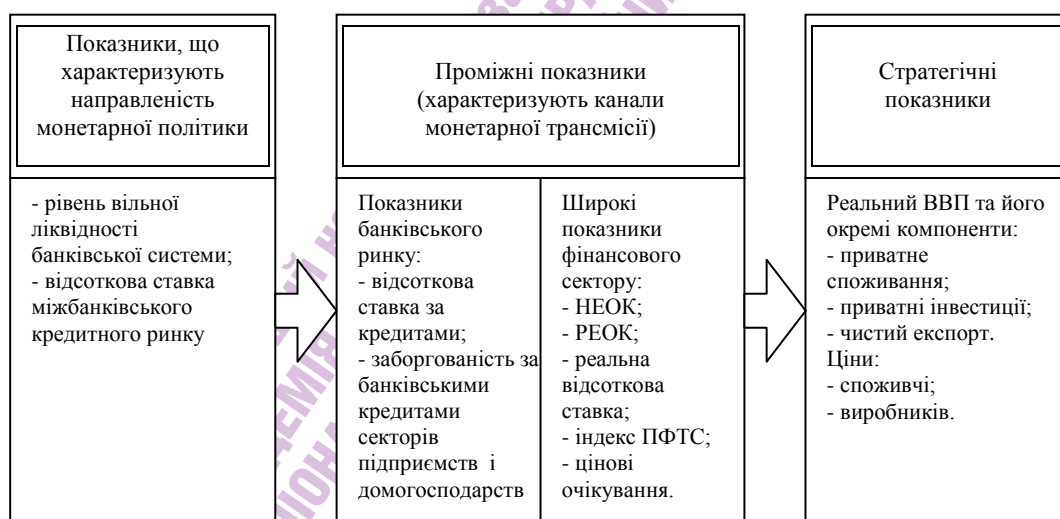 Показники, що
характеризують
направленість
монетарної політики
Проміжні показники
(характеризують канали
монетарної трансмісії)
Стратегічні
показники
- рівень вільної
ліквідності
банківської системи;
- відсоткова ставка
міжбанківського
кредитного ринку
Показники
банківського
ринку:
- відсоткова
ставка за
кредитами;
- заборгованість за
банківськими
кредитами
секторів
підприємств і
домогосподарств
Широкі
показники
фінансового
сектору:
- НЕОК;
- РЕОК;
- реальна
відсоткова
ставка;
- індекс ПФТС;
- цінові
очікування.
Реальний ВВП та його
окремі компоненти:
- приватне
споживання;
- приватні інвестиції;
- чистий експорт.
Ціни:
- споживчі;
- виробників.